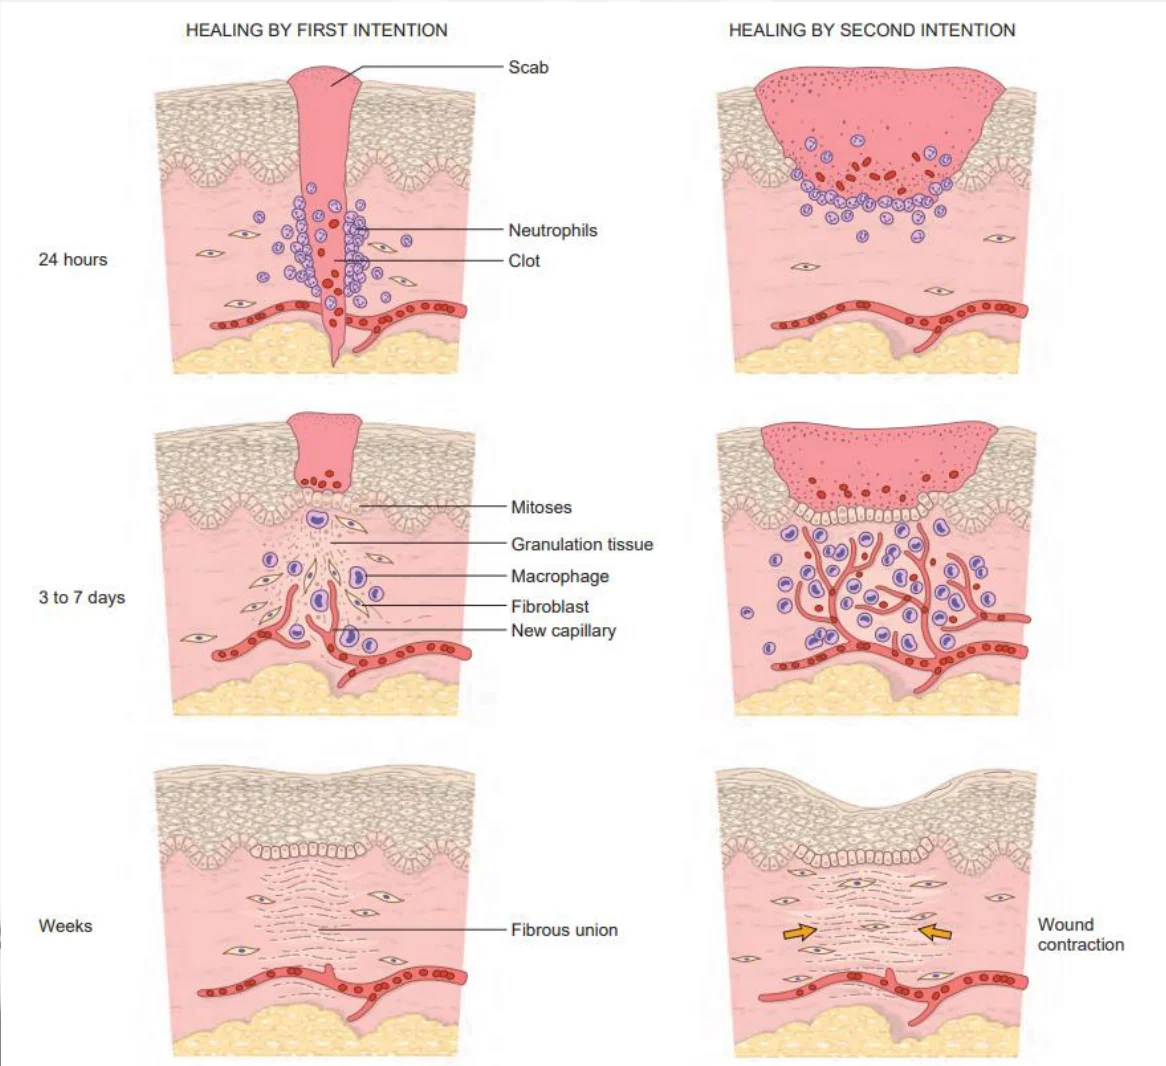 HEALING BY FIRST INTENTION
HEALING BY SECOND INTENTION
Scab
Neutrophils
24 hours
Clot
Mitoses
Granulation tissue
Macrophage
3 to 7 days
Fibroblast
New capillary
Weeks
Fibrous union
Wound
contraction